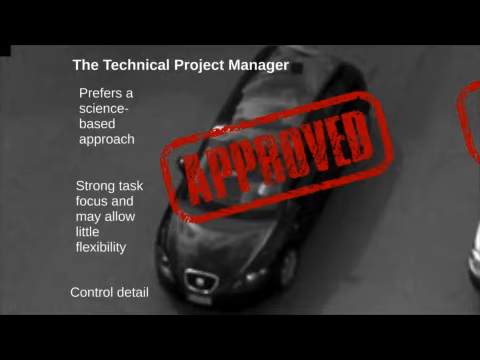 The Technical Project Manager
Prefers a
science-
based
approach
APPROVED
Strong task
focus and
may allow
little
flexibility
Control detail